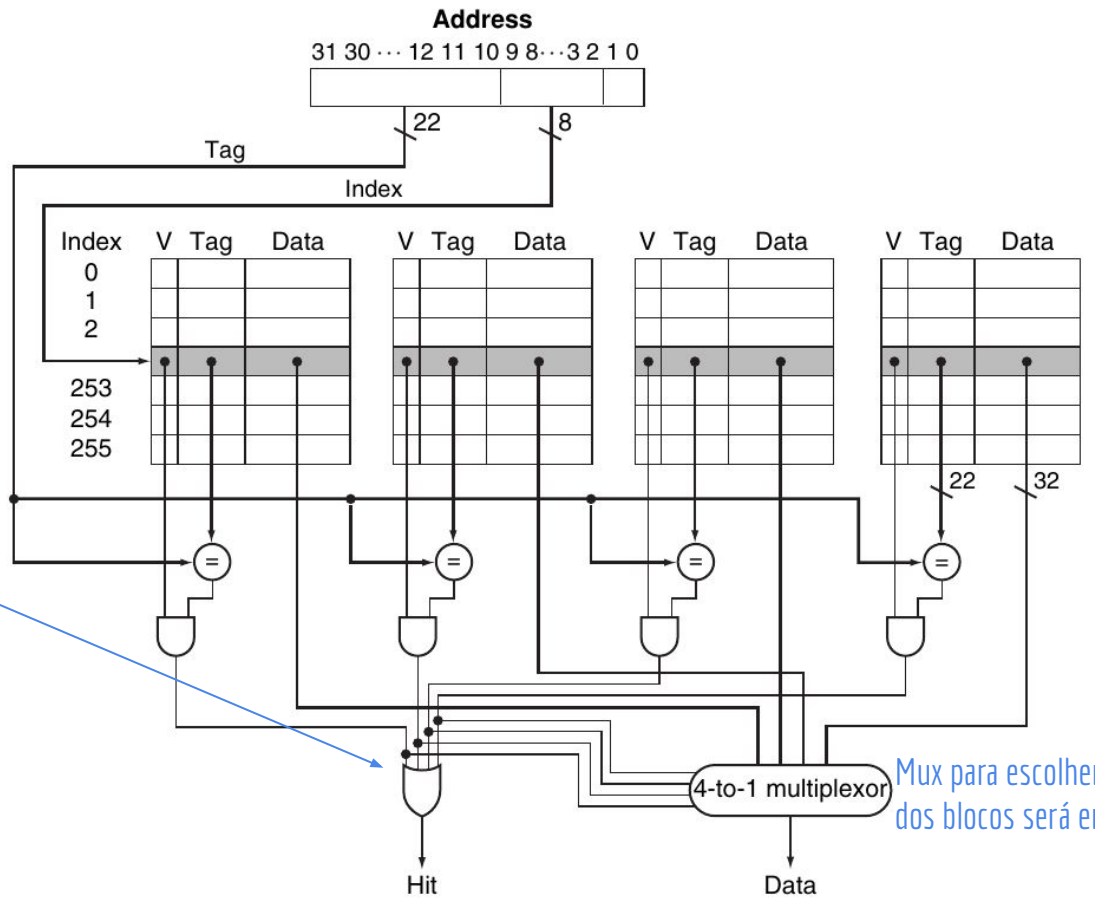 Address
31 30 ··· 12 11 10 9 8 ··· 3 2 1 0
22 8
Tag
Index
Index V Tag Data V Tag Data V Tag Data V Tag Data
0
1
2
253
254
255
22 32
= = = =
4-to-1 multiplexor
Mux para escolher
dos blocos será
Hit Data